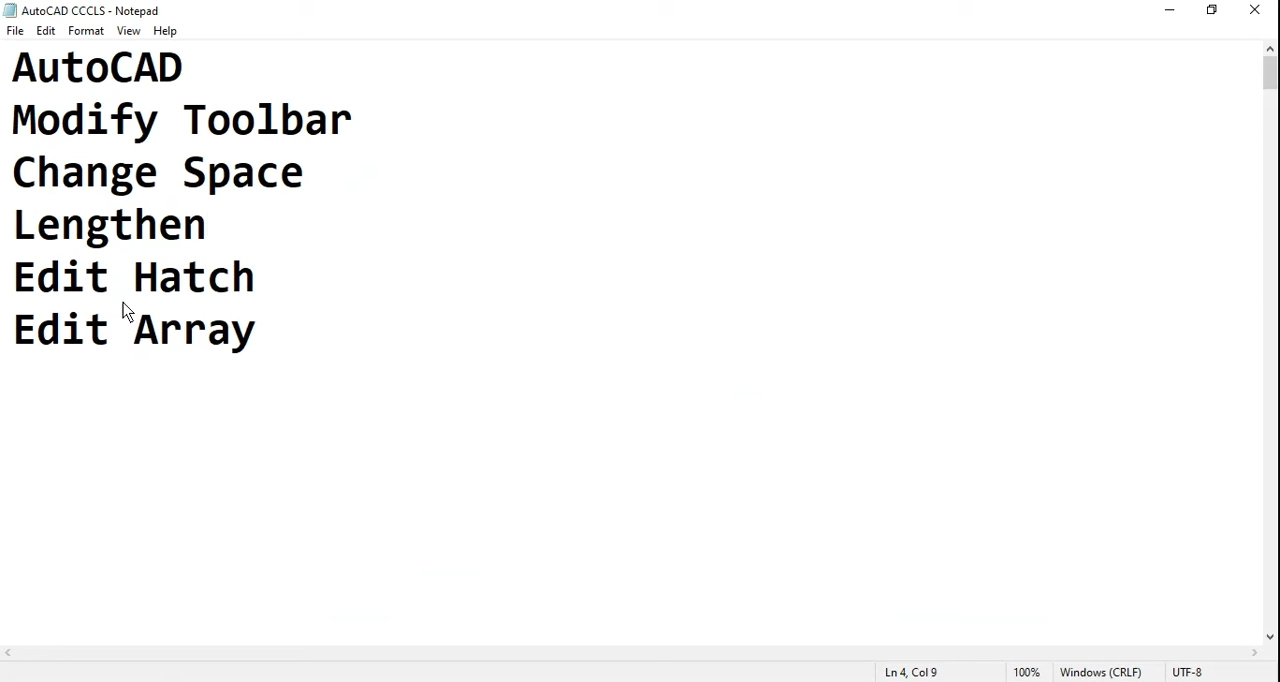 AutoCAD CCCLS - Notepad
File Edit Format View Help
AutoCAD
Modify Toolbar
Change Space
Lengthen
Edit Hatch
Edit Array
Ln 4, Col 9 100% Windows (CRLF) UTF-8